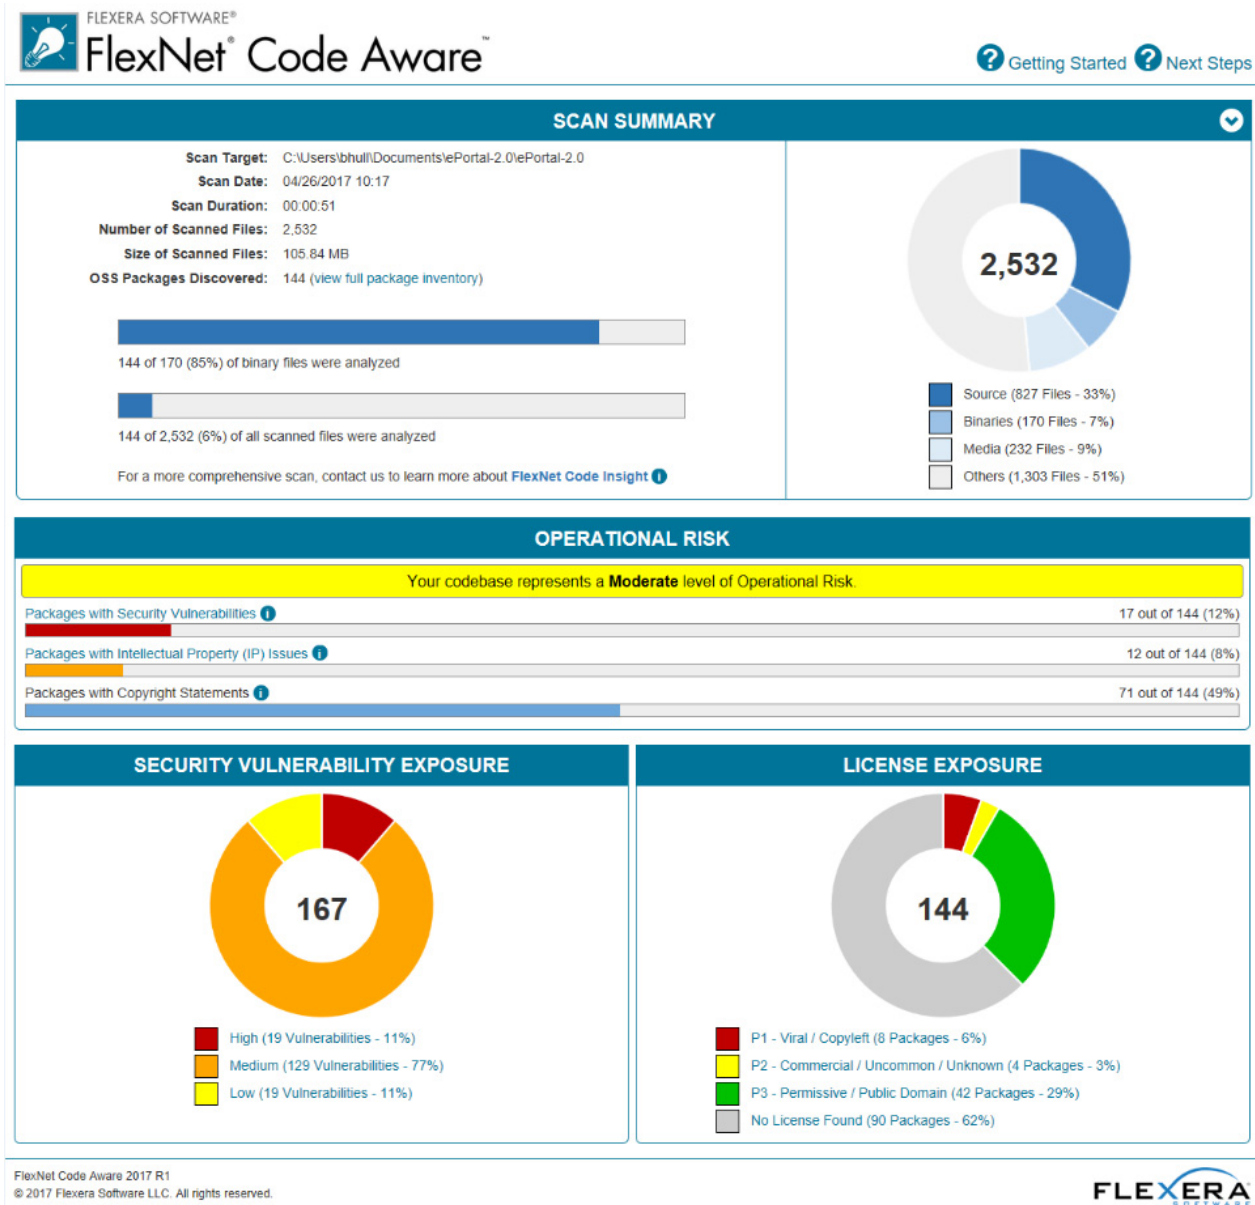 FLEXERA SOFTWARE®
FlexNet® Code Aware™
? Getting Started ? Next Steps
SCAN SUMMARY
Scan Target: C:\Users\bhull\Documents\ePortal-2.0\ePortal-2.0
Scan Date: 04/26/2017 10:17
Scan Duration: 00:00:51
Number of Scanned Files: 2,532
Size of Scanned Files: 105.84 MB
OSS Packages Discovered: 144 (view full package inventory)
144 of 170 (85%) of binary files were analyzed
144 of 2,532 (6%) of all scanned files were analyzed
For a more comprehensive scan, contact us to learn more about FlexNet Code Insight i
2,532
Source (827 Files - 33%)
Binaries (170 Files - 7%)
Media (232 Files - 9%)
Others (1,303 Files - 51%)
OPERATIONAL RISK
Your codebase represents a Moderate level of Operational Risk.
Packages with Security Vulnerabilities i 17 out of 144 (12%)
Packages with Intellectual Property (IP) Issues i 12 out of 144 (8%)
Packages with Copyright Statements i 71 out of 144 (49%)
SECURITY VULNERABILITY EXPOSURE
167
High (19 Vulnerabilities - 11%)
Medium (129 Vulnerabilities - 77%)
Low (19 Vulnerabilities - 11%)
LICENSE EXPOSURE
144
P1 - Viral / Copyleft (8 Packages - 6%)
P2 - Commercial / Uncommon / Unknown (4 Packages - 3%)
P3 - Permissive / Public Domain (42 Packages - 29%)
No License Found (90 Packages - 62%)
FlexNet Code Aware 2017 R1
© 2017 Flexera Software LLC. All rights reserved.
FLEXERA
SOFTWARE